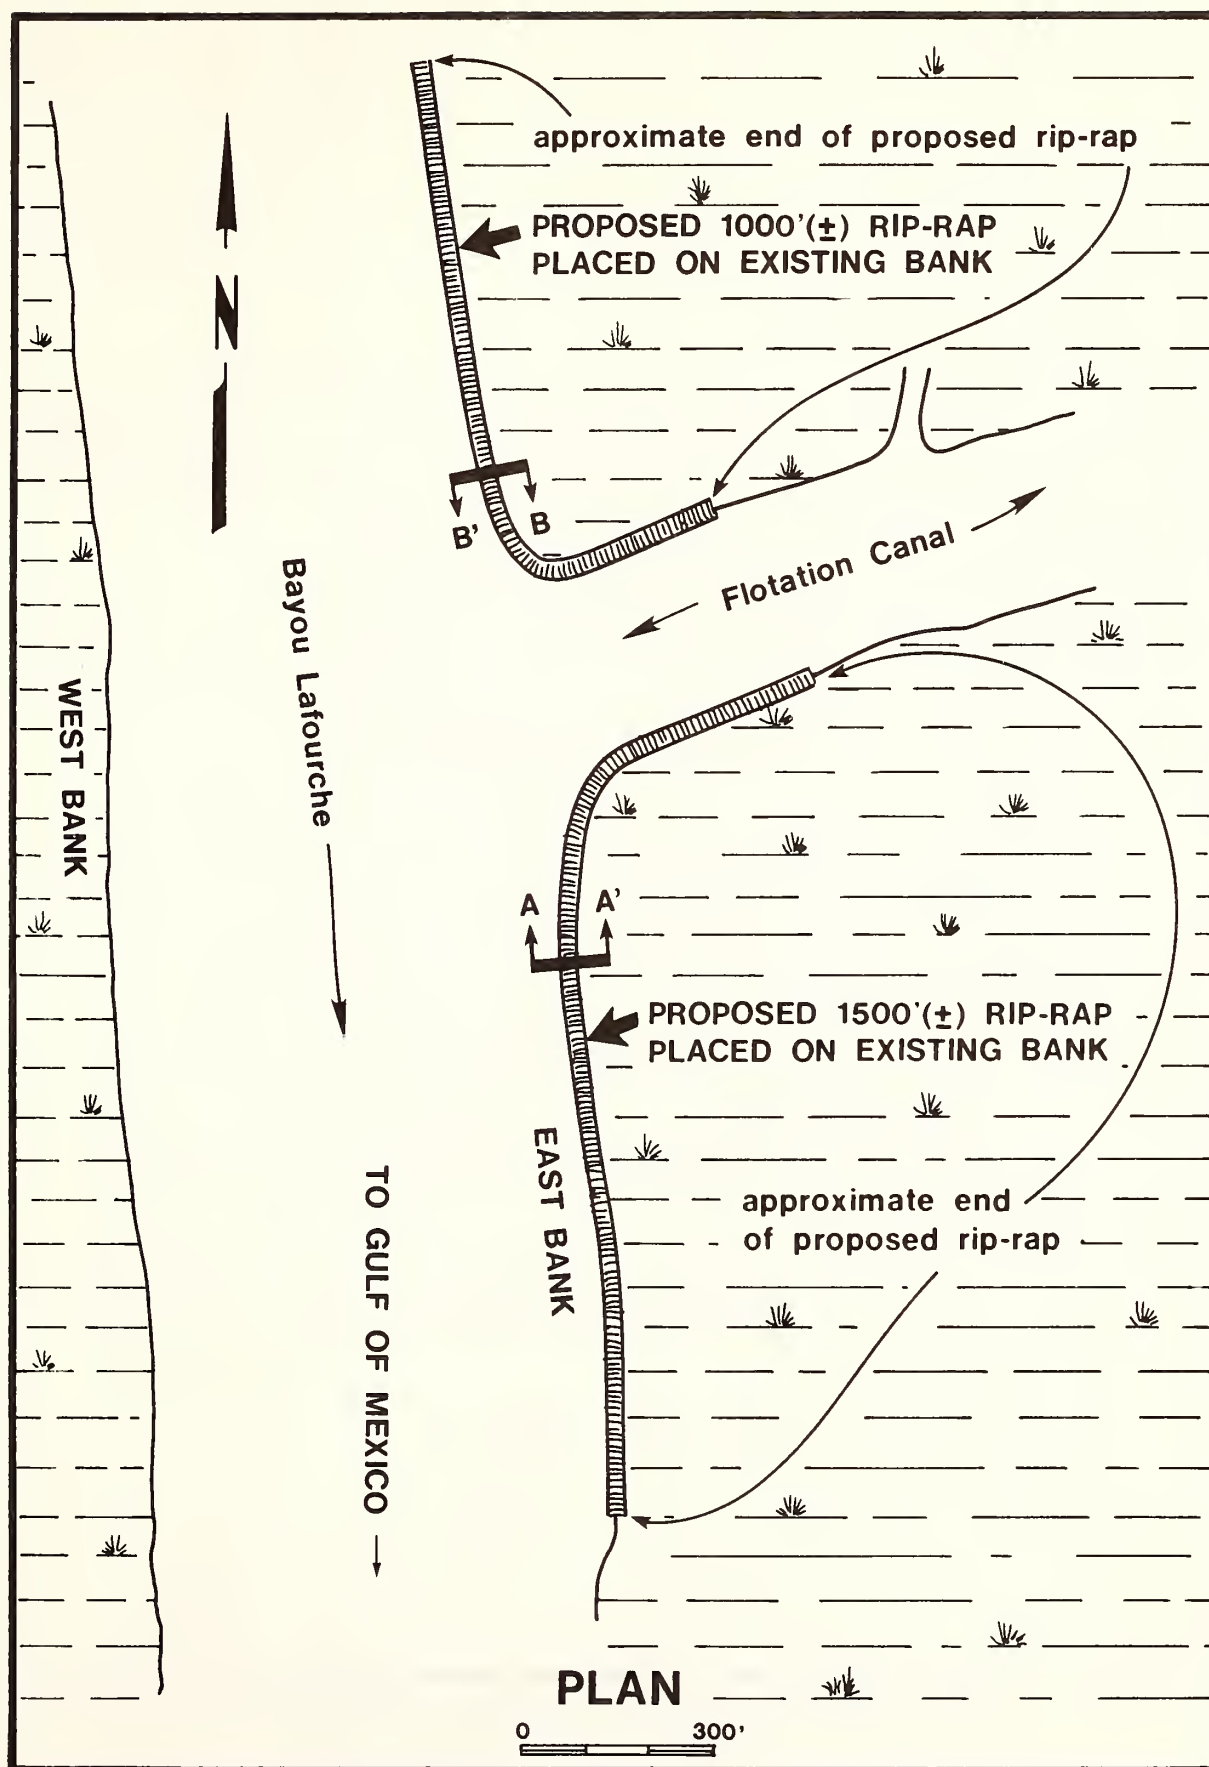 approximate end of proposed rip-rap
PROPOSED 1000'(±) RIP-RAP
PLACED ON EXISTING BANK
N
B'
B
Flotation Canal
Bayou Lafourche
WEST BANK
A
A'
PROPOSED 1500'(±) RIP-RAP
PLACED ON EXISTING BANK
EAST BANK
TO GULF OF MEXICO
approximate end
of proposed rip-rap
PLAN
0 300'